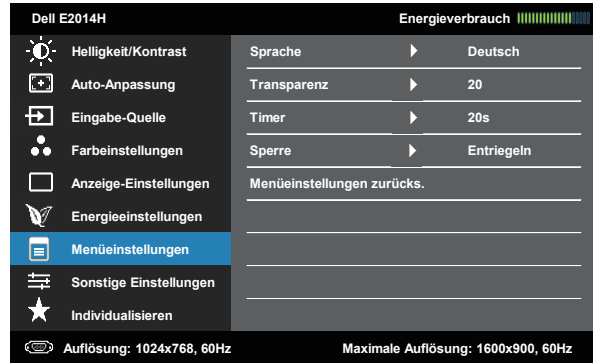 Dell E2014H Energieverbrauch
Helligkeit/Kontrast Sprache Deutsch
Auto-Anpassung Transparenz 20
Eingabe-Quelle Timer 20s
Farbeinstellungen Sperre Entriegeln
Anzeige-Einstellungen Menüeinstellungen zurücks.
Energieeinstellungen
Menüeinstellungen
Sonstige Einstellungen
Individualisieren
Auflösung: 1024x768, 60Hz Maximale Auflösung: 1600x900, 60Hz